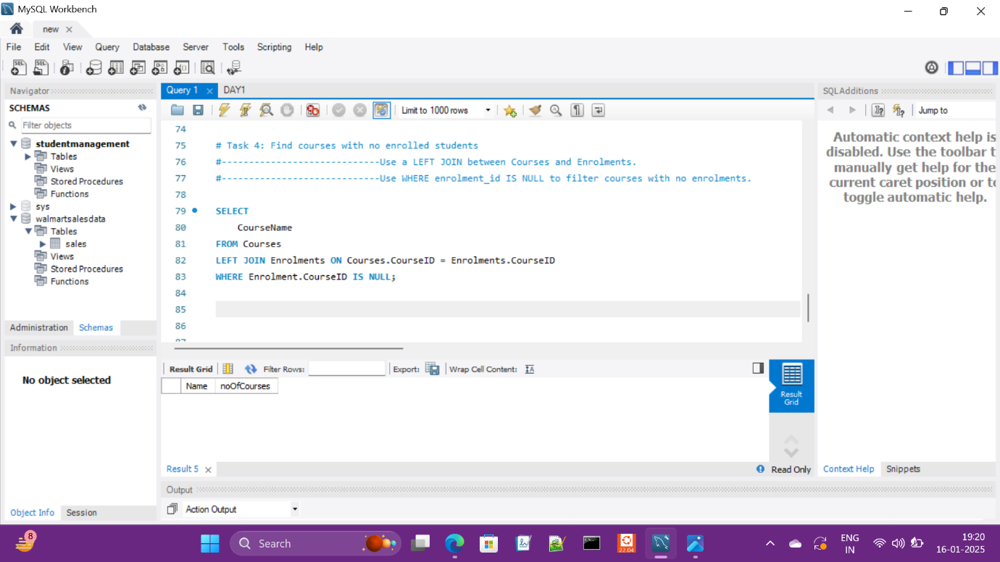 MySQL Workbench
new
File Edit View Query Database Server Tools Scripting Help
Navigator
SCHEMAS
Filter objects
studentmanagement
Tables
Views
Stored Procedures
Functions
sys
walmartsalesdata
Tables
sales
Views
Stored Procedures
Functions
Administration Schemas
Information
No object selected
Object Info Session
Query 1 DAY1
Limit to 1000 rows
74
75 # Task 4: Find courses with no enrolled students
76 #-----------------------------Use a LEFT JOIN between Courses and Enrolments.
77 #-----------------------------Use WHERE enrolment_id IS NULL to filter courses with no enrolments.
78
79 SELECT
80 CourseName
81 FROM Courses
82 LEFT JOIN Enrolments ON Courses.CourseID = Enrolments.CourseID
83 WHERE Enrolment.CourseID IS NULL;
84
85
86
Result Grid Filter Rows: Export: Wrap Cell Content:
Name noOfCourses
Result
Grid
Result 5
Read Only
Output
Action Output
SQLAdditions
Jump to
Automatic context help is
disabled. Use the toolbar t
manually get help for the
current caret position or to
toggle automatic help.
Context Help Snippets
8
Search
22.04
ENG
IN
19:20
16-01-2025